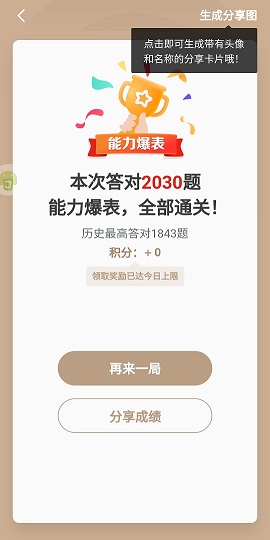 生成分享图
点击即可生成带有头像
和名称的分享卡片哦！
能力爆表
本次答对2030题
能力爆表，全部通关！
历史最高答对1843题
积分：+0
领取奖励已达今日上限
再来一局
分享成绩